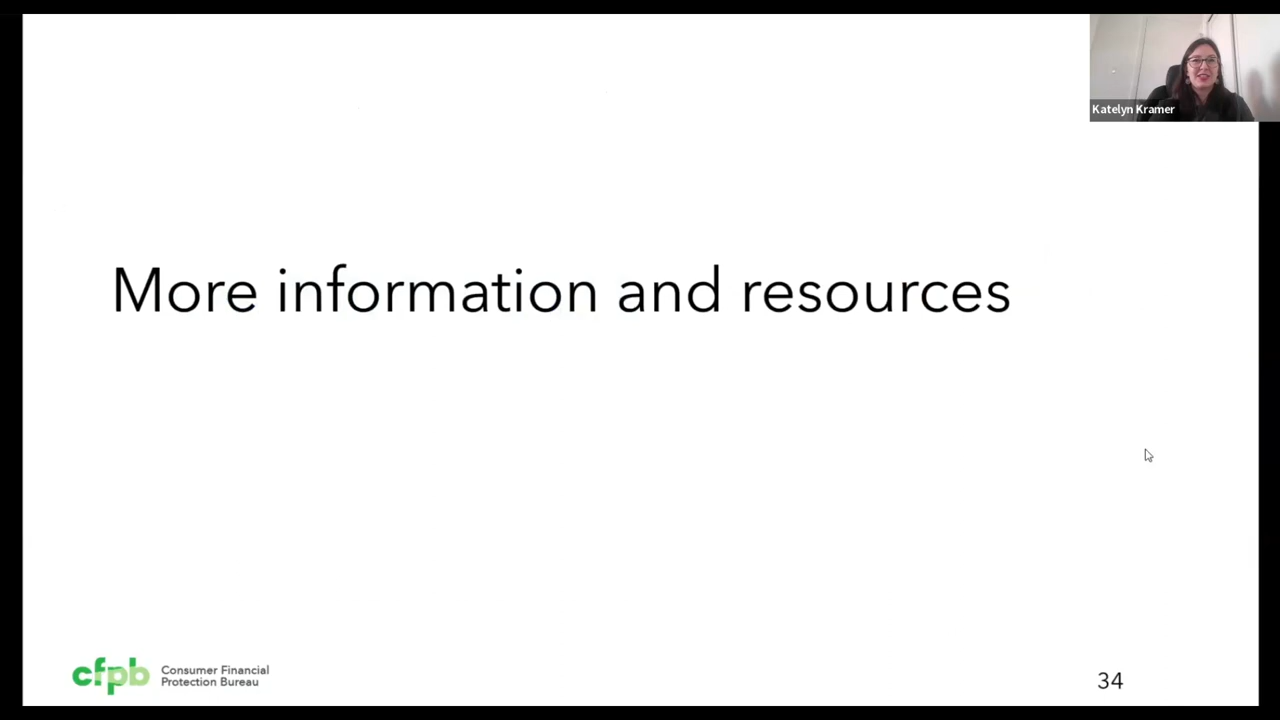 Katelyn Kramer
More information and resources
cfpb
Consumer Financial
Protection Bureau
34